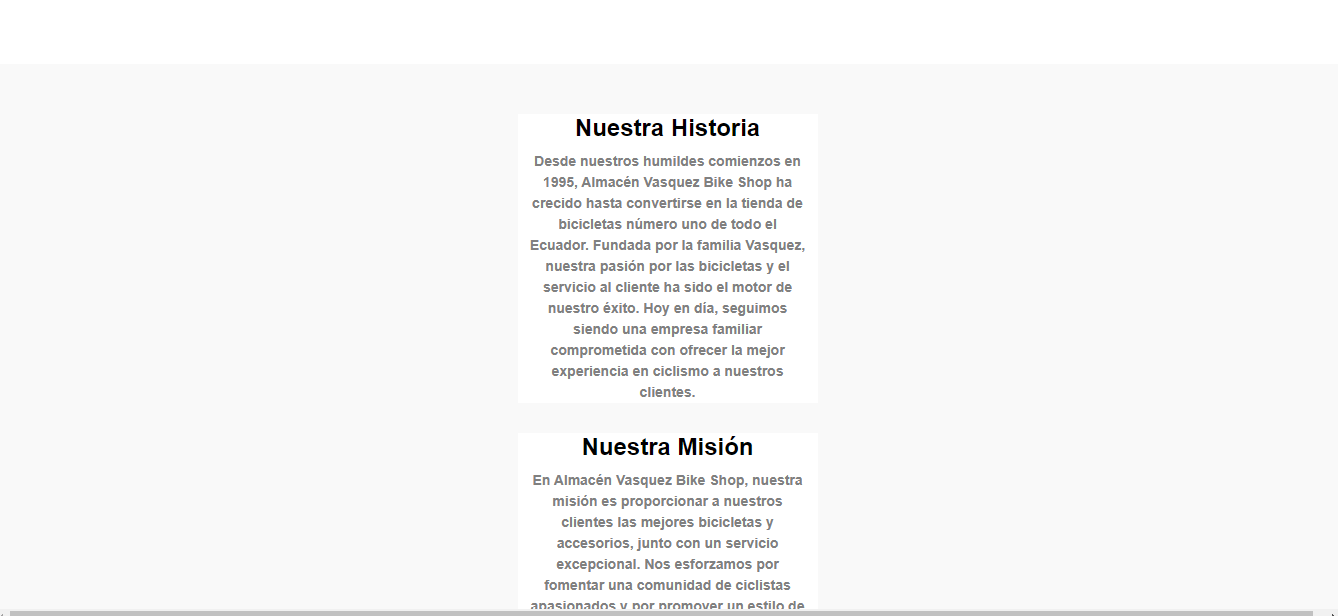 Nuestra Historia
Desde nuestros humildes comienzos en
1995, Almacén Vasquez Bike Shop ha
crecido hasta convertirse en la tienda de
bicicletas número uno de todo el
Ecuador. Fundada por la familia Vasquez,
nuestra pasión por las bicicletas y el
servicio al cliente ha sido el motor de
nuestro éxito. Hoy en día, seguimos
siendo una empresa familiar
comprometida con ofrecer la mejor
experiencia en ciclismo a nuestros
clientes.
Nuestra Misión
En Almacén Vasquez Bike Shop, nuestra
misión es proporcionar a nuestros
clientes las mejores bicicletas y
accesorios, junto con un servicio
excepcional. Nos esforzamos por
fomentar una comunidad de ciclistas
apasionados y por promover un estilo de